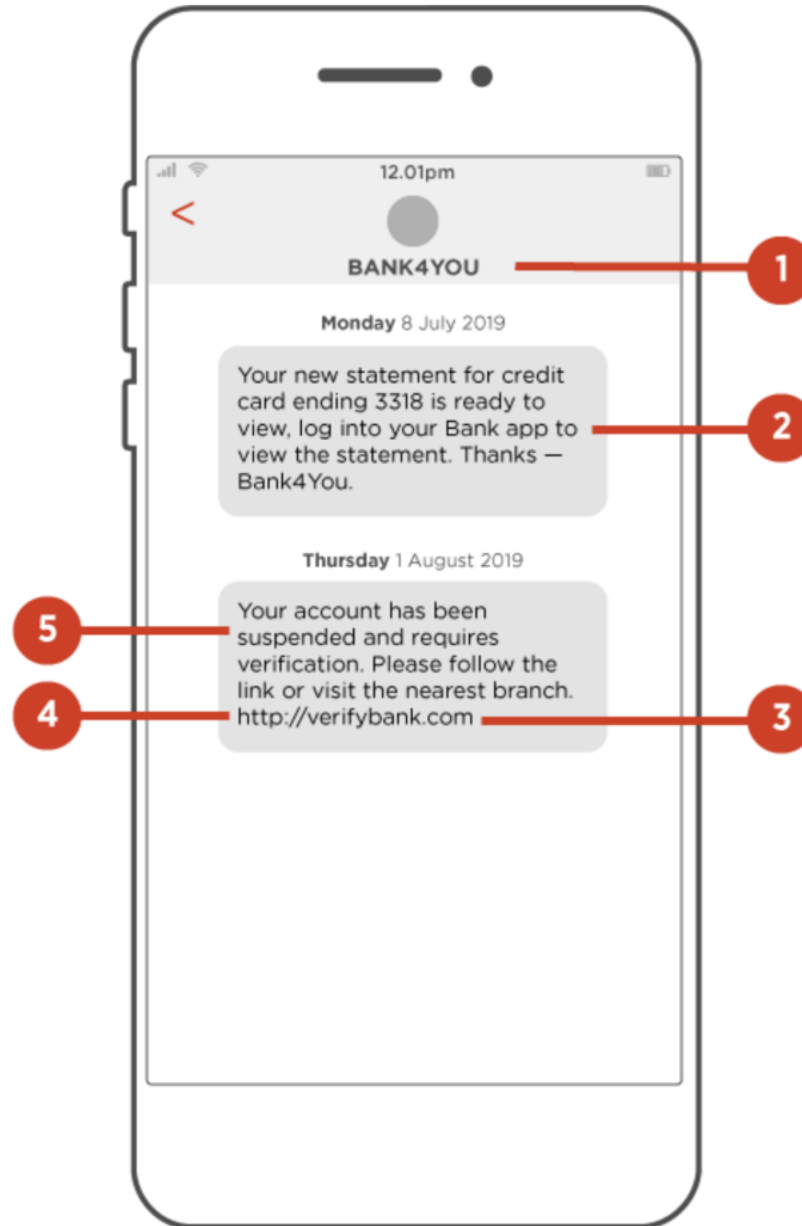 12.01pm
<
BANK4YOU
1
Monday 8 July 2019
Your new statement for credit
card ending 3318 is ready to
view, log into your Bank app to
2
view the statement. Thanks —
Bank4You.
Thursday 1 August 2019
Your account has been
5
suspended and requires
verification. Please follow the
link or visit the nearest branch.
4
http://verifybank.com
3